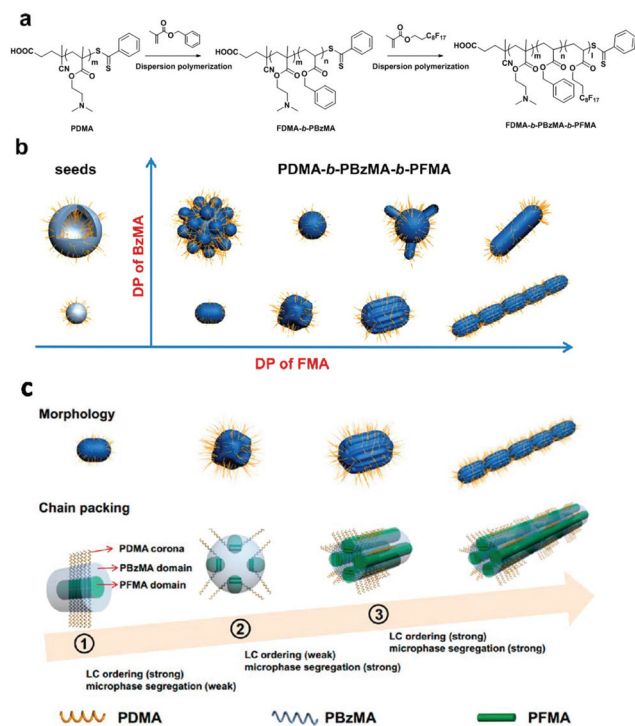 a
HOOC
m
n
S
S
CN
O
O
O
N
PDMA
O
O
Dispersion polymerization
HOOC
m
n
S
S
CN
O
O
O
O
O
N
FDMA-b-PBzMA
O
O
C8F17
Dispersion polymerization
HOOC
m
n
l
S
S
CN
O
O
O
O
O
O
O
N
C8F17
FDMA-b-PBzMA-b-PFMA
b
seeds
PDMA-b-PBzMA-b-PFMA
DP of BzMA
DP of FMA
c
Morphology
Chain packing
PDMA corona
PBzMA domain
PFMA domain
①
②
③
LC ordering (strong)
microphase segregation (weak)
LC ordering (weak)
microphase segregation (strong)
LC ordering (strong)
microphase segregation (strong)
PDMA
PBzMA
PFMA